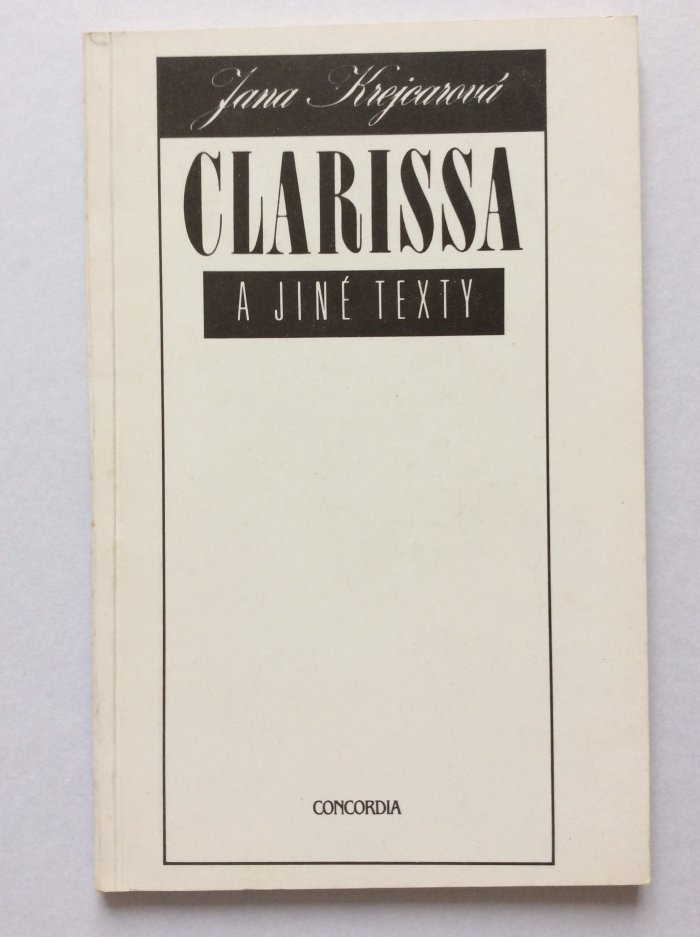 Jana Krejcarová
CLARISSA
A JINÉ TEXTY
CONCORDIA